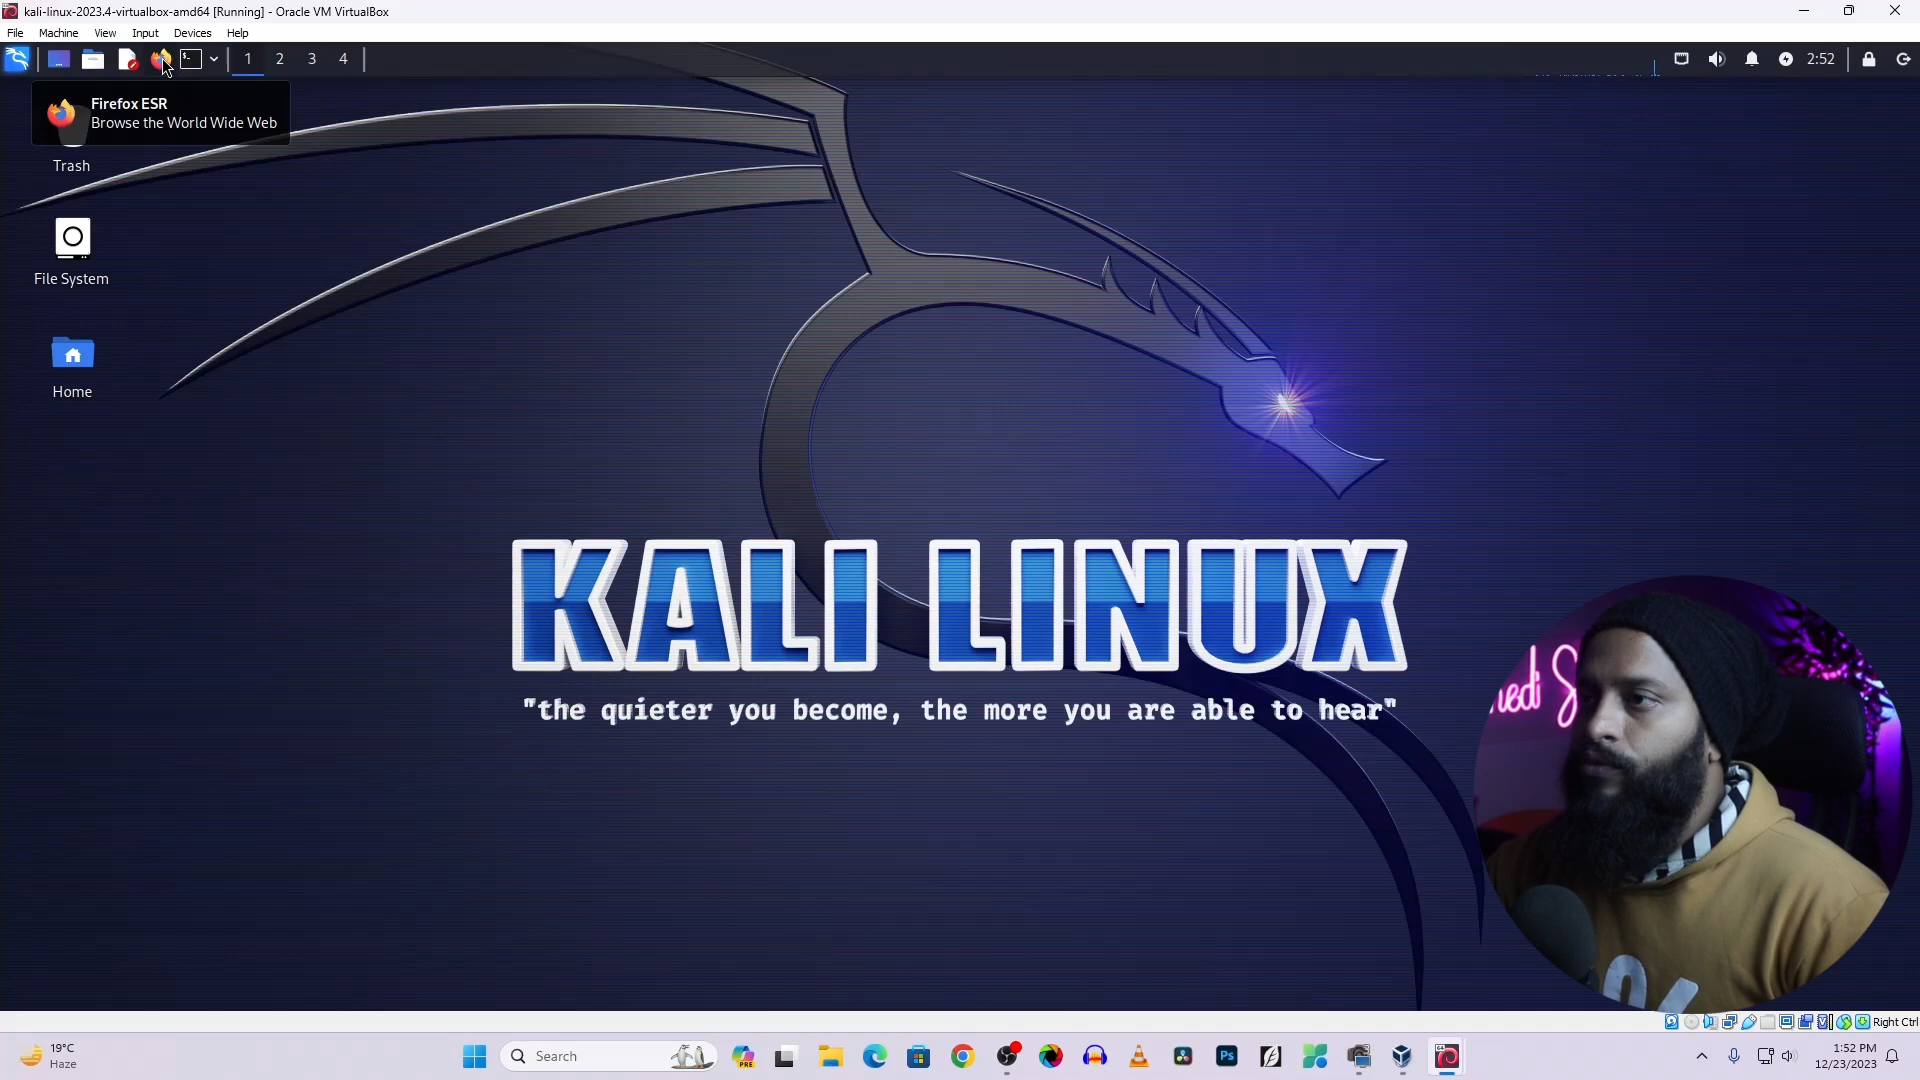 kali-linux-2023.4-virtualbox-amd64 [Running] - Oracle VM VirtualBox
File Machine View Input Devices Help
1 2 3 4
2:52
Firefox ESR
Browse the World Wide Web
Trash
File System
Home
KALI LINUX
"the quieter you become, the more you are able to hear"
Right Ctrl
19°C
Haze
Search
PRE
Ps
64
1:52 PM
12/23/2023